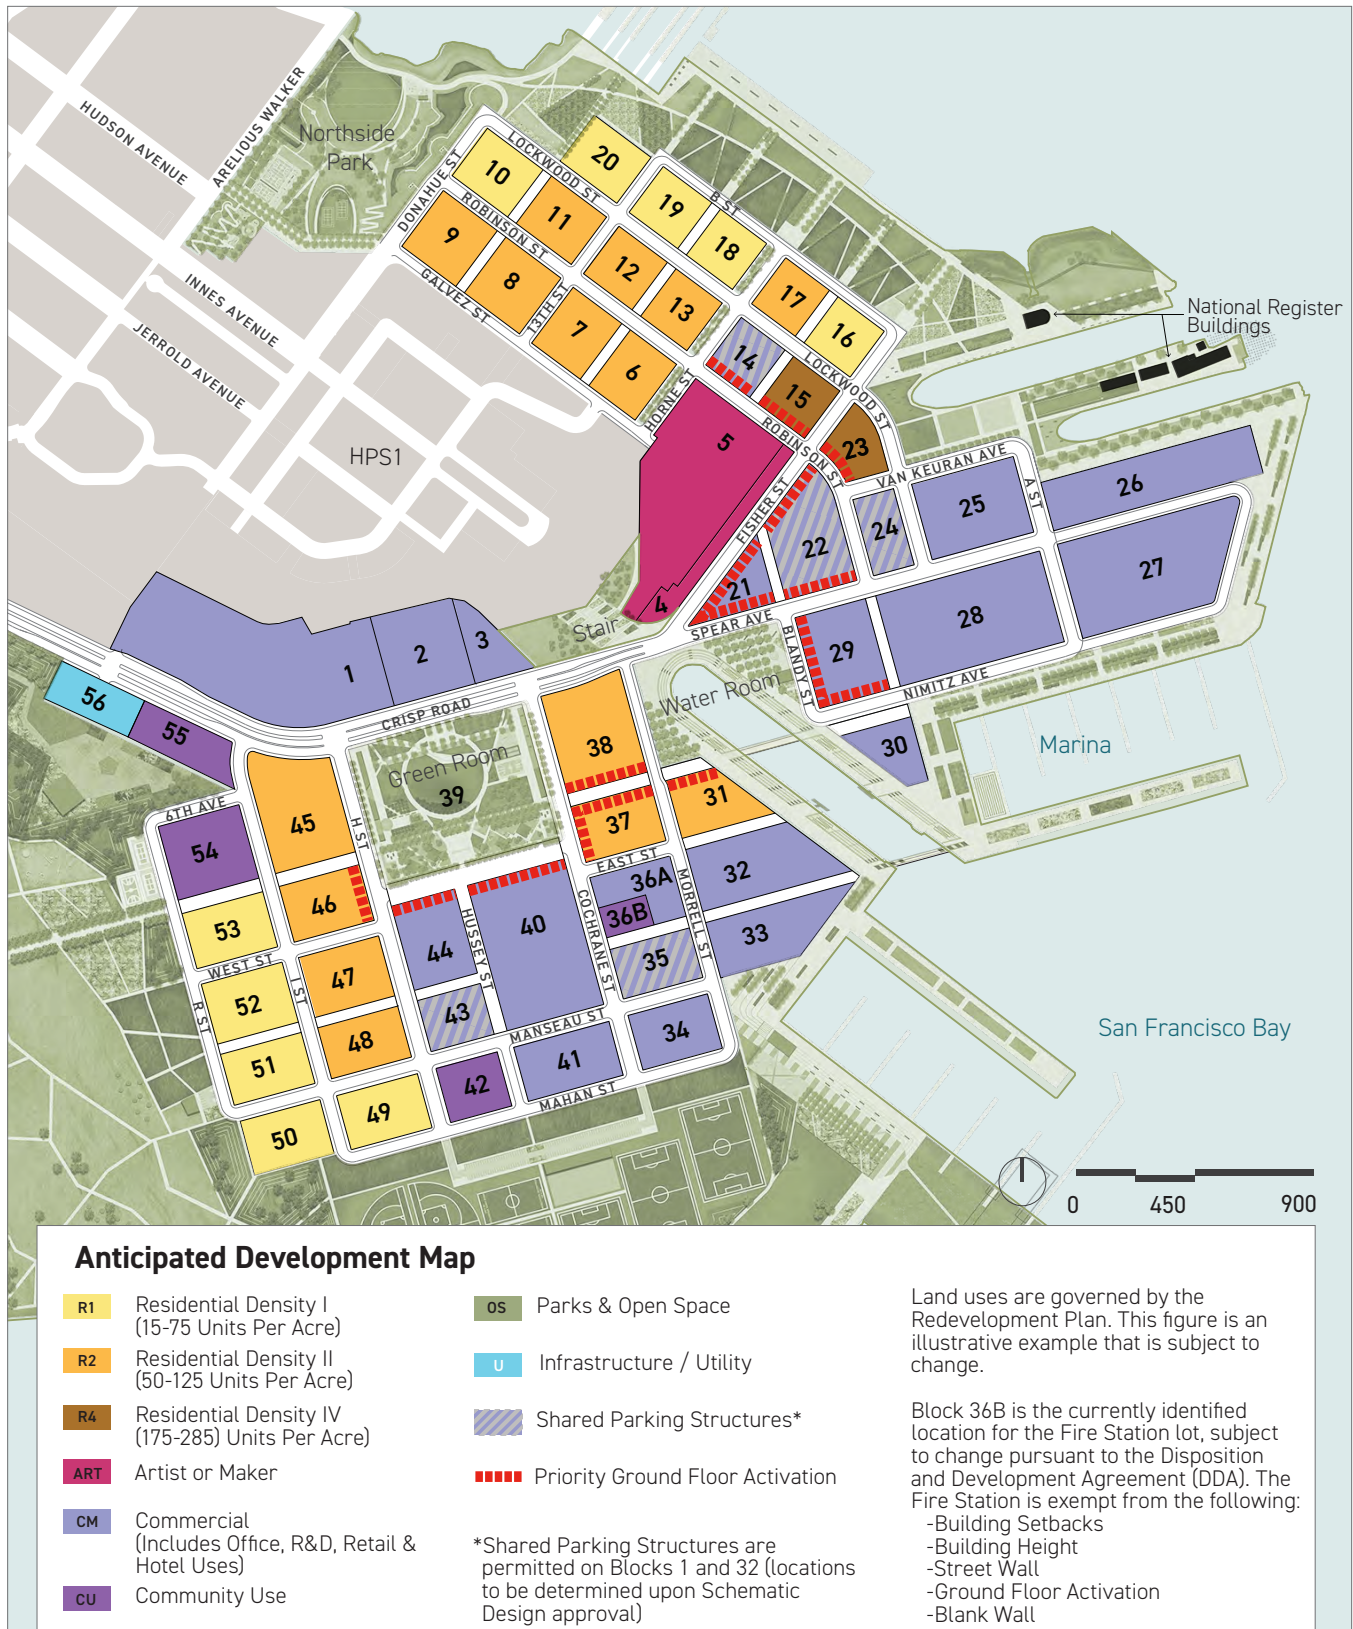 HUDSON AVENUE
ARELIOUS WALKER
Northside
Park
DONAHUE ST
LOCKWOOD ST
ROBINSON ST
GALVEZ ST
13TH ST
B ST
INNES AVENUE
JERROLD AVENUE
HPS1
HORNE ST
LOCKWOOD ST
ROBINSON ST
National Register
Buildings
20
10
19
11
18
9
12
8
17
13
7
16
14
6
15
5
23
VAN KEURAN AVE
A ST
FISHER ST
26
25
24
22
27
21
4
28
SPEAR AVE
BLANDY ST
29
NIMITZ AVE
Stair
1
2
3
CRISP ROAD
Water Room
30
Marina
56
55
Green Room
39
38
31
37
6TH AVE
H ST
45
54
EAST ST
36A
36B
32
MORRELL ST
46
53
44
HUSSEY ST
40
COCHRANE ST
33
35
WEST ST
I ST
47
52
R ST
43
MANSEAU ST
34
48
51
41
42
MAHAN ST
49
50
San Francisco Bay
0
450
900
Anticipated Development Map
R1
Residential Density I
(15-75 Units Per Acre)
R2
Residential Density II
(50-125 Units Per Acre)
R4
Residential Density IV
(175-285) Units Per Acre)
ART
Artist or Maker
CM
Commercial
(Includes Office, R&D, Retail &
Hotel Uses)
CU
Community Use
OS
Parks & Open Space
U
Infrastructure / Utility
Shared Parking Structures*
Priority Ground Floor Activation
*Shared Parking Structures are
permitted on Blocks 1 and 32 (locations
to be determined upon Schematic
Design approval)
Land uses are governed by the
Redevelopment Plan. This figure is an
illustrative example that is subject to
change.
Block 36B is the currently identified
location for the Fire Station lot, subject
to change pursuant to the Disposition
and Development Agreement (DDA). The
Fire Station is exempt from the following:
-Building Setbacks
-Building Height
-Street Wall
-Ground Floor Activation
-Blank Wall